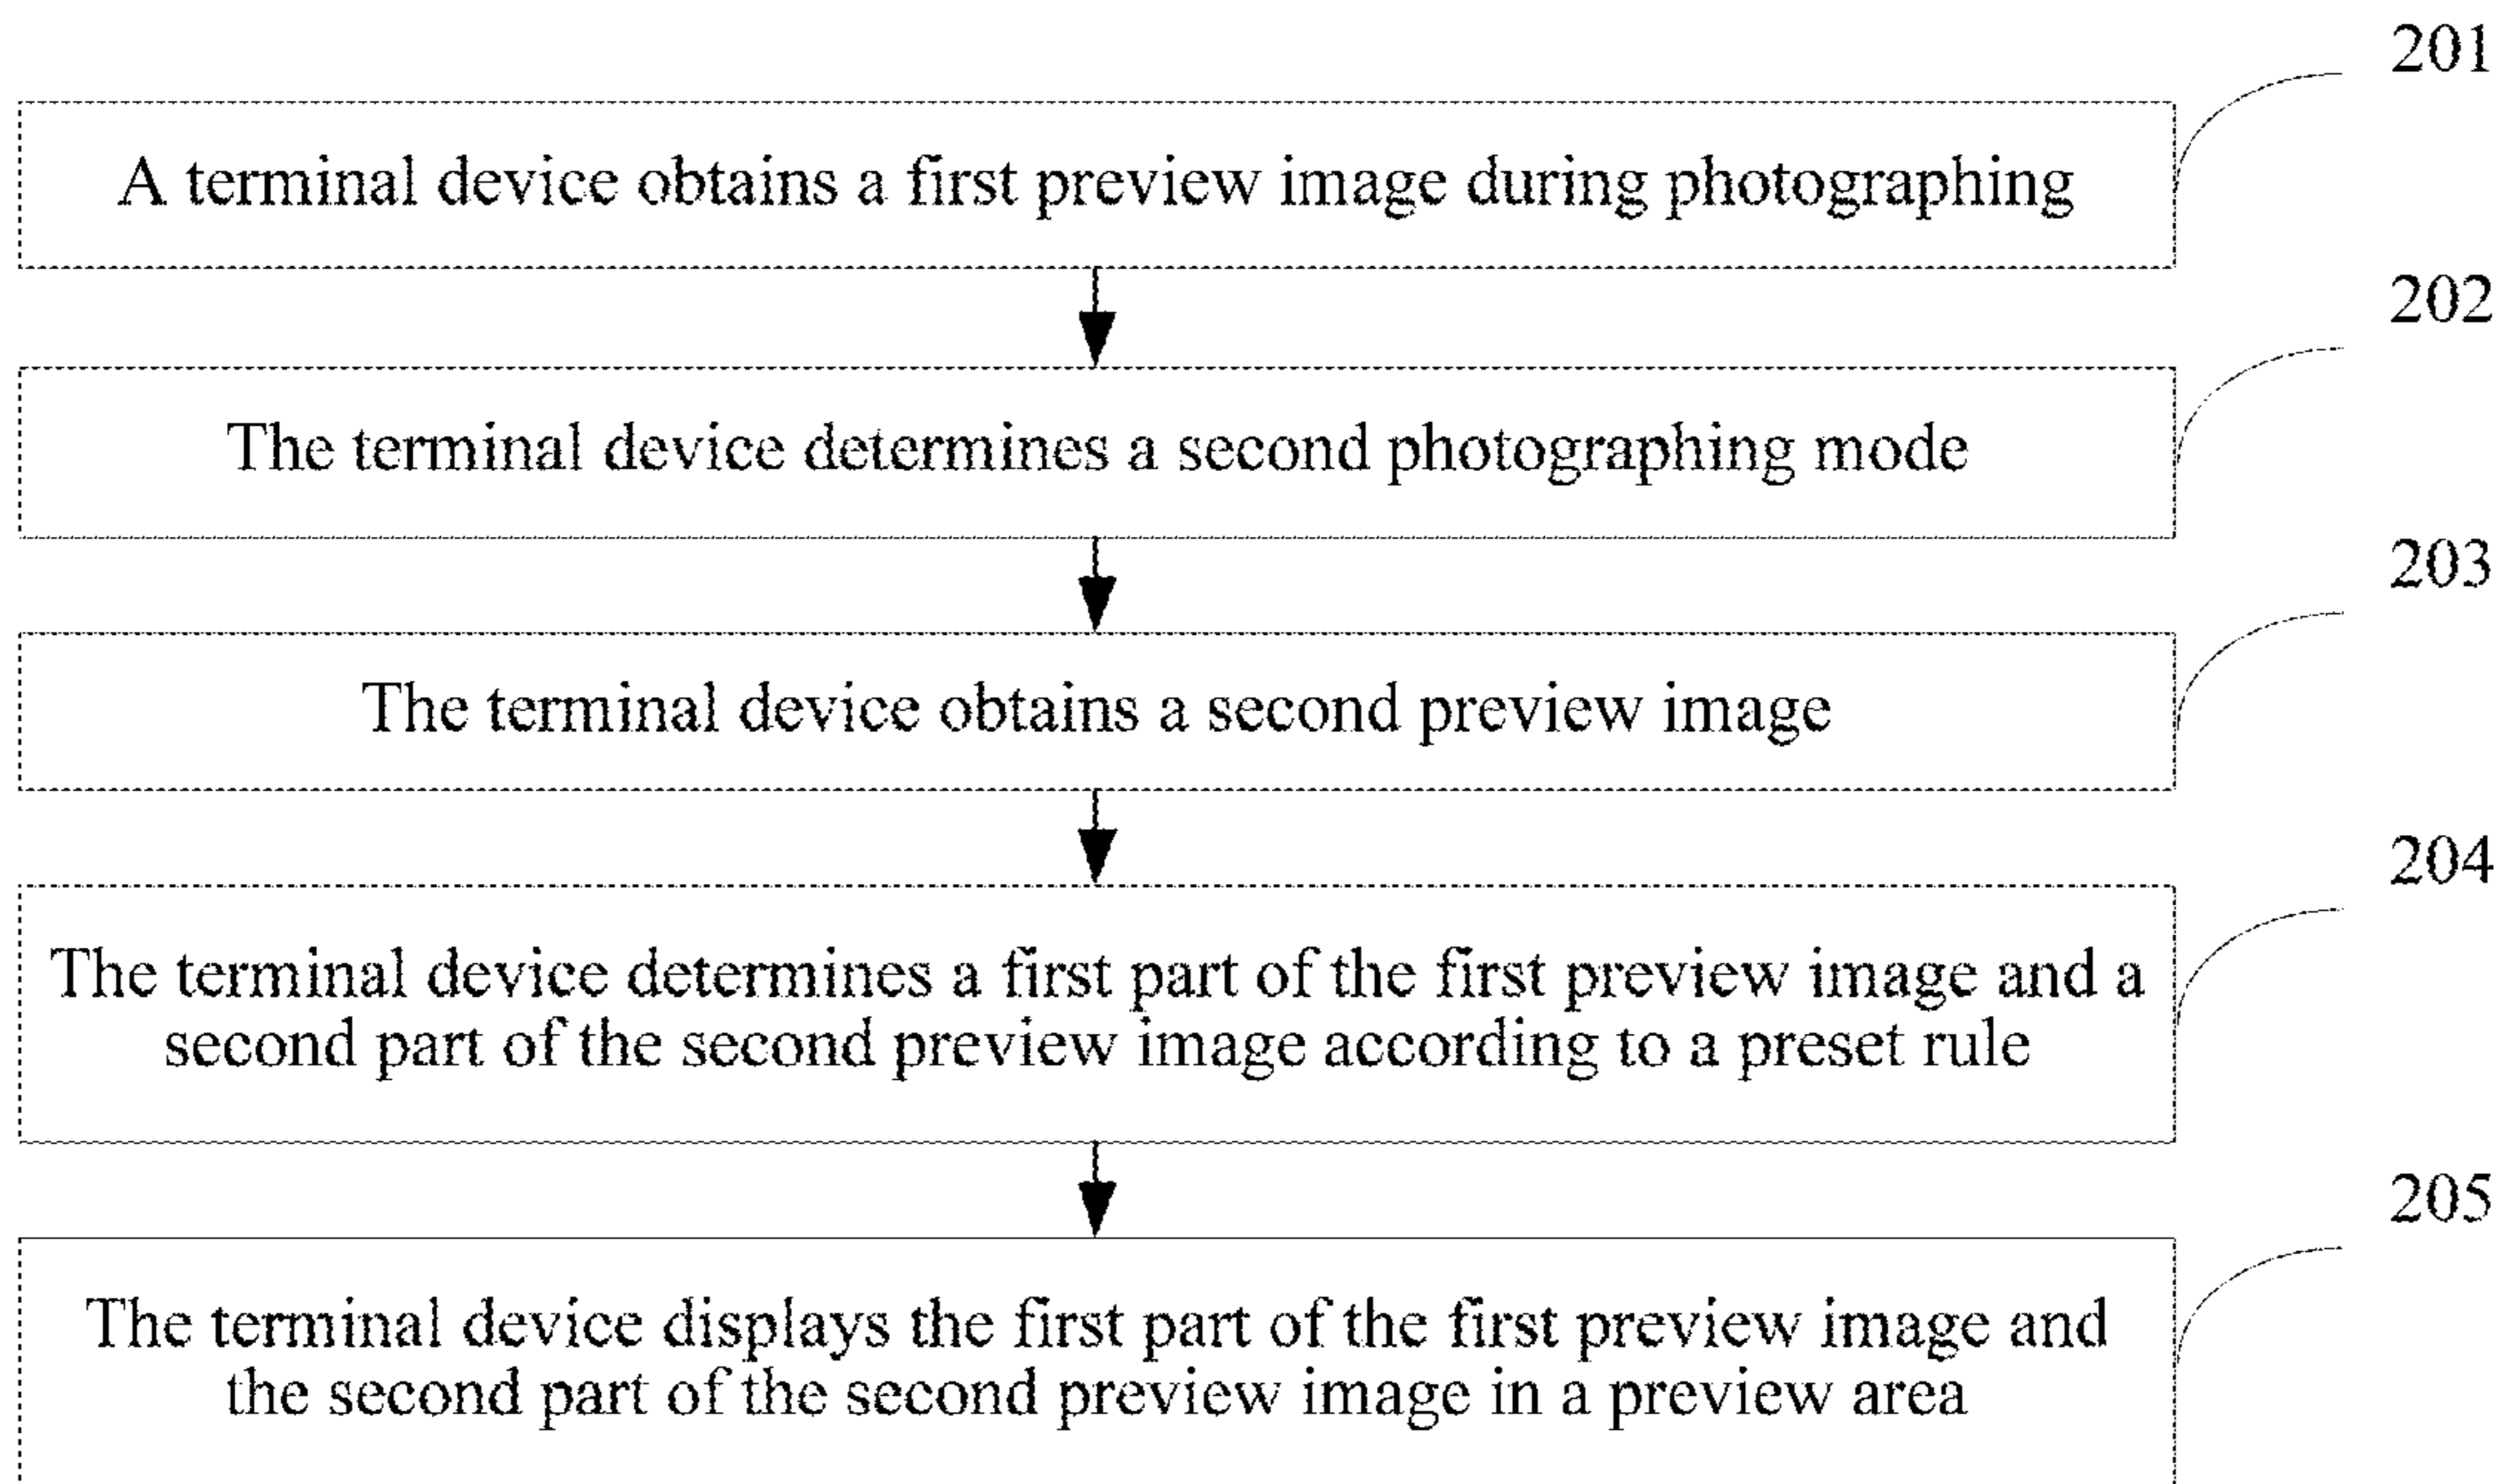 201
A terminal device obtains a first preview image during photographing
202
The terminal device determines a second photographing mode
203
The terminal device obtains a second preview image
204
The terminal device determines a first part of the first preview image and a
second part of the second preview image according to a preset rule
205
The terminal device displays the first part of the first preview image and
the second part of the second preview image in a preview area